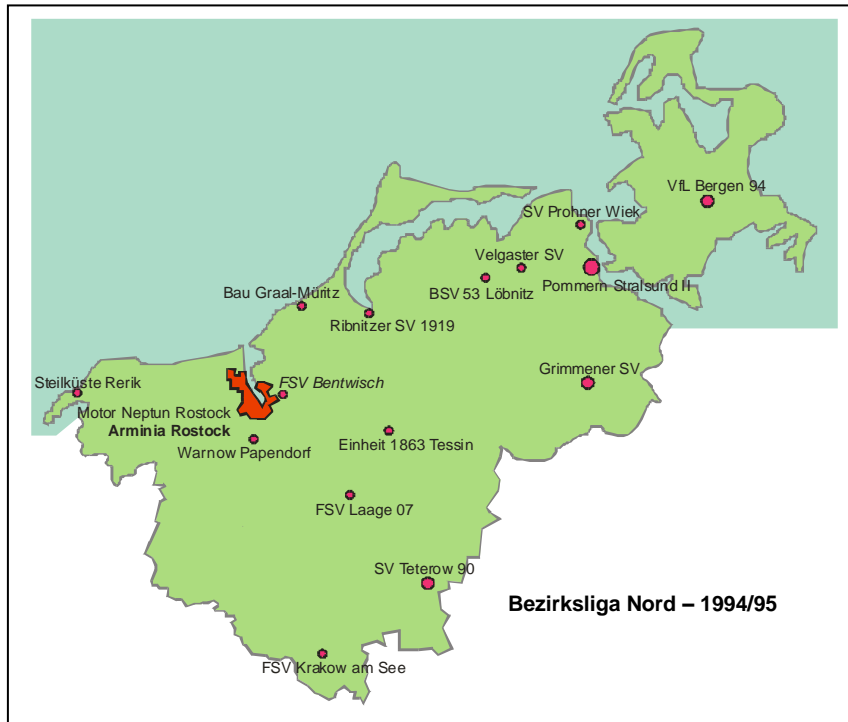 VfL Bergen 94
SV Prohner Wiek
Velgaster SV
Pommern Stralsund II
BSV 53 Löbnitz
Bau Graal-Müritz
Ribnitzer SV 1919
Grimmener SV
Steilküste Rerik
FSV Bentwisch
Motor Neptun Rostock
Arminia Rostock
Warnow Papendorf
Einheit 1863 Tessin
FSV Laage 07
SV Teterow 90
Bezirksliga Nord – 1994/95
FSV Krakow am See